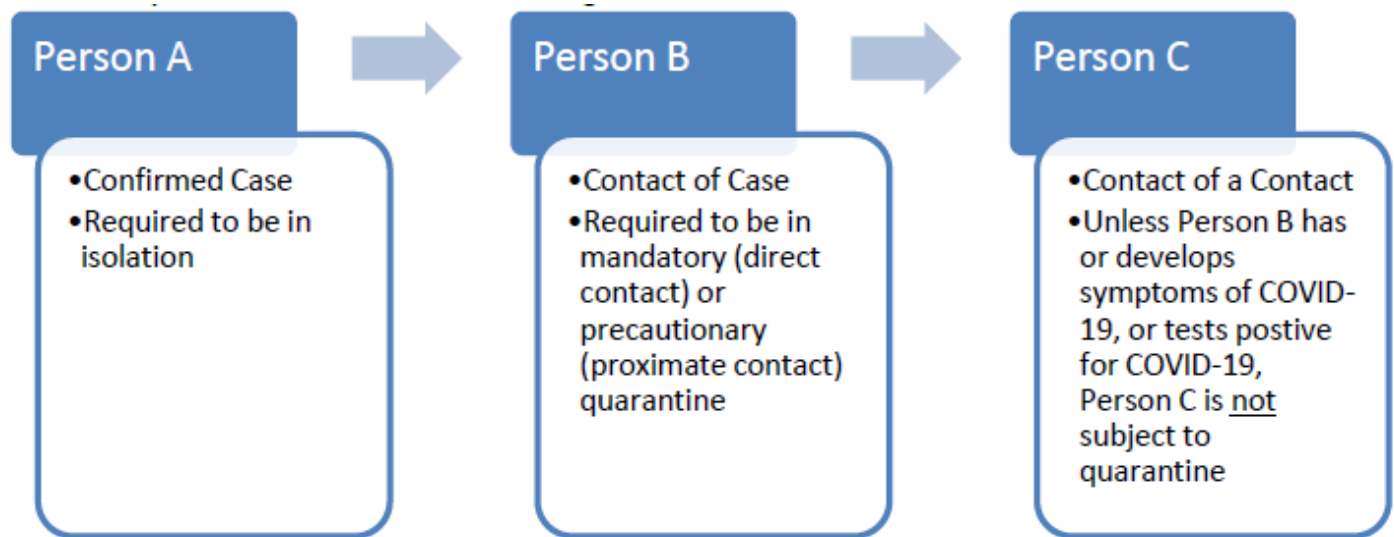 Person A
•Confirmed Case
•Required to be in
isolation
Person B
•Contact of Case
•Required to be in
mandatory (direct
contact) or
precautionary
(proximate contact)
quarantine
Person C
•Contact of a Contact
•Unless Person B has
or develops
symptoms of COVID-
19, or tests postive
for COVID-19,
Person C is not
subject to
quarantine